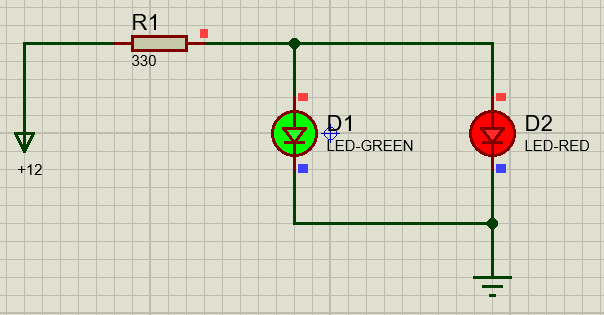 R1
330
+12
D1
LED-GREEN
D2
LED-RED